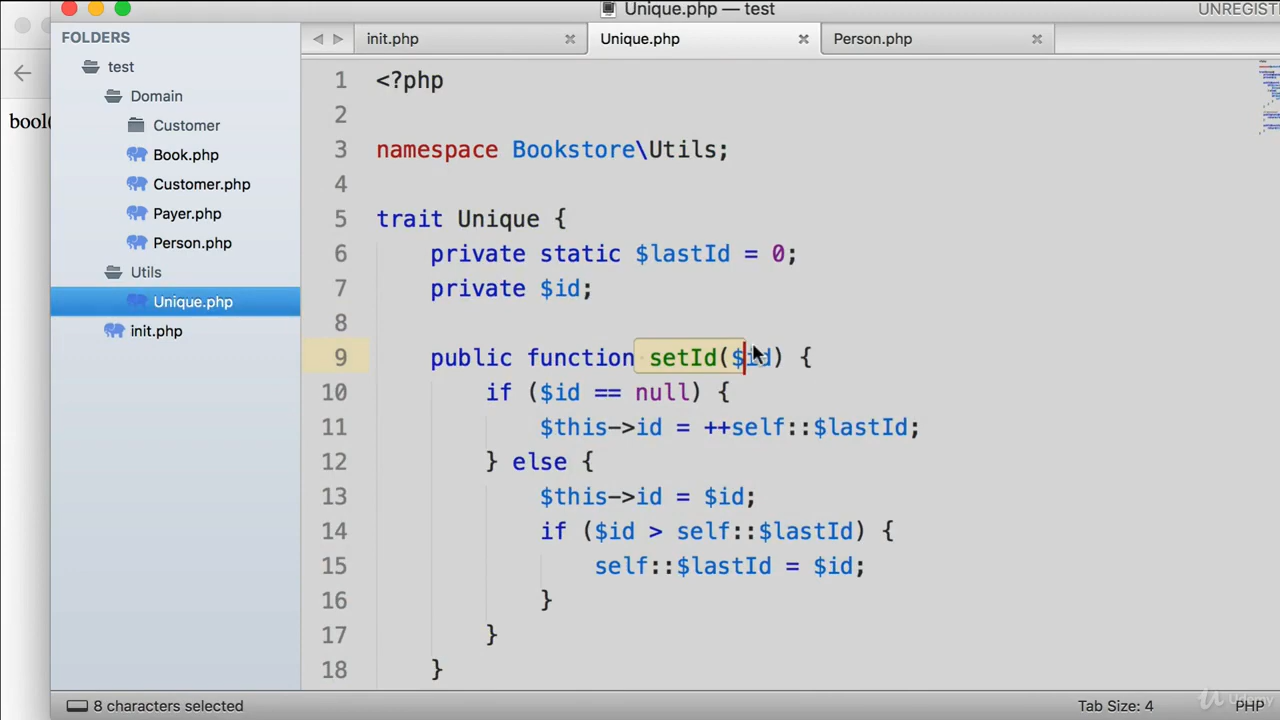 Unique.php — test
UNREGIST
FOLDERS
test
Domain
Customer
Book.php
Customer.php
Payer.php
Person.php
Utils
Unique.php
init.php
bool(
init.php
Unique.php
Person.php
1 <?php
2
3 namespace Bookstore\Utils;
4
5 trait Unique {
6 private static $lastId = 0;
7 private $id;
8
9 public function setId($id) {
10 if ($id == null) {
11 $this->id = ++self::$lastId;
12 } else {
13 $this->id = $id;
14 if ($id > self::$lastId) {
15 self::$lastId = $id;
16 }
17 }
18 }
8 characters selected
Tab Size: 4
PHP
Udemy